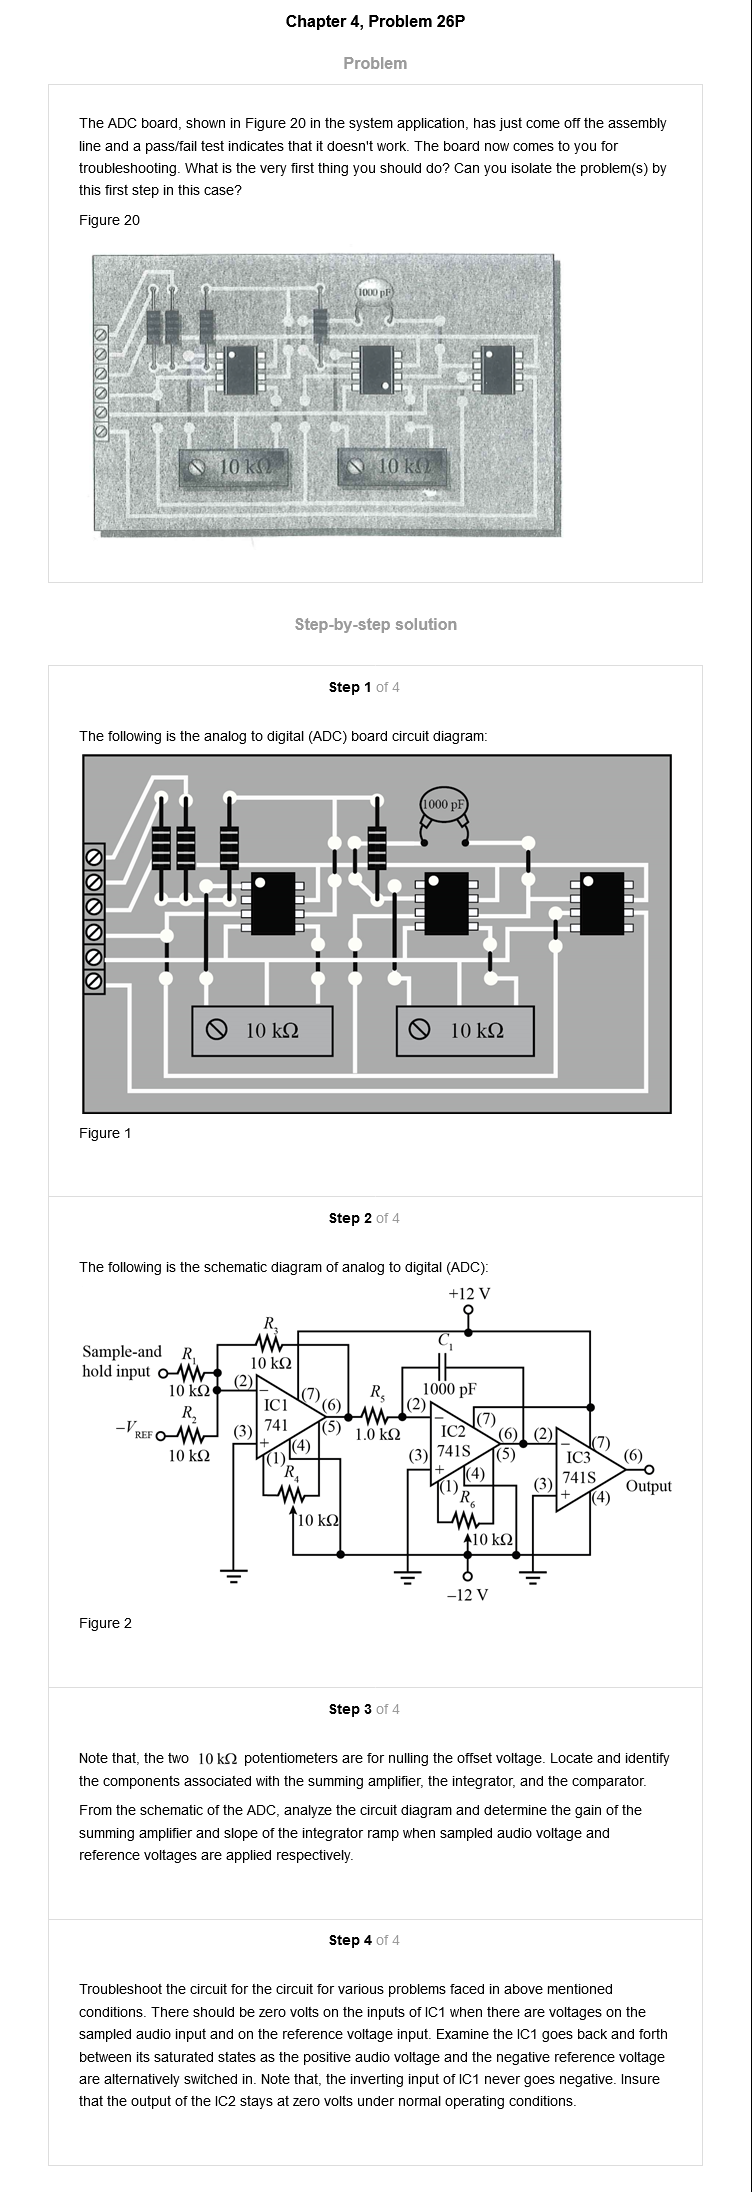 Chapter 4, Problem 26P
Problem
The ADC board, shown in Figure 20 in the system application, has just come off the assembly
line and a pass/fail test indicates that it doesn't work. The board now comes to you for
troubleshooting. What is the very first thing you should do? Can you isolate the problem(s) by
this first step in this case?
Figure 20
1000 pF
10 kΩ
10 kΩ
Step-by-step solution
Step 1 of 4
The following is the analog to digital (ADC) board circuit diagram:
1000 pF
10 kΩ
10 kΩ
Figure 1
Step 2 of 4
The following is the schematic diagram of analog to digital (ADC):
+12 V
R3
C1
Sample-and
hold input
R1
10 kΩ
10 kΩ
1000 pF
(2)
−
(7)
R5
(2)
−
R2
IC1
(6)
(7)
−VREF
741
(5)
1.0 kΩ
IC2
(6)
(2)
−
(7)
(3)
+
(4)
(3)
741S
(5)
IC3
(6)
10 kΩ
(1)
+
(4)
741S
Output
R4
(1)
(3)
+
(4)
R6
10 kΩ
10 kΩ
−12 V
Figure 2
Step 3 of 4
Note that, the two 10 kΩ potentiometers are for nulling the offset voltage. Locate and identify
the components associated with the summing amplifier, the integrator, and the comparator.
From the schematic of the ADC, analyze the circuit diagram and determine the gain of the
summing amplifier and slope of the integrator ramp when sampled audio voltage and
reference voltages are applied respectively.
Step 4 of 4
Troubleshoot the circuit for the circuit for various problems faced in above mentioned
conditions. There should be zero volts on the inputs of IC1 when there are voltages on the
sampled audio input and on the reference voltage input. Examine the IC1 goes back and forth
between its saturated states as the positive audio voltage and the negative reference voltage
are alternatively switched in. Note that, the inverting input of IC1 never goes negative. Insure
that the output of the IC2 stays at zero volts under normal operating conditions.